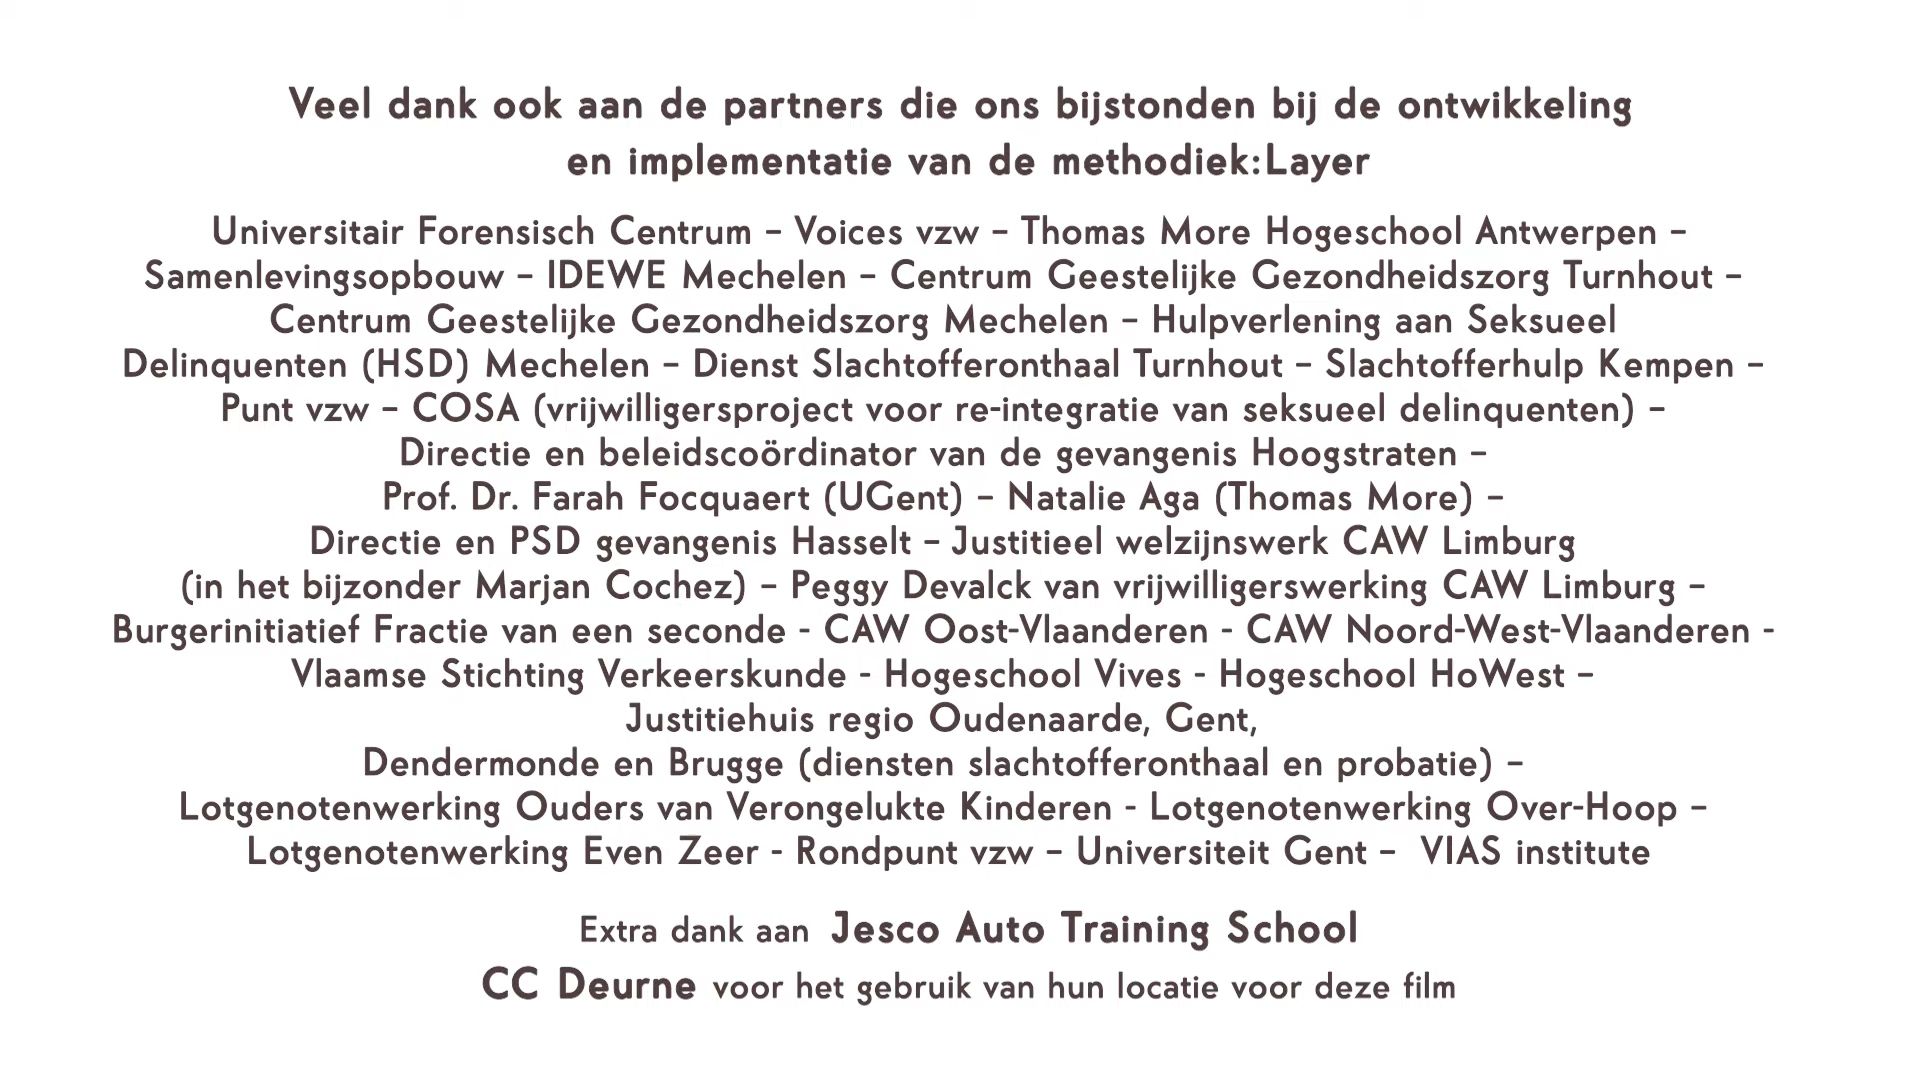 Veel dank ook aan de partners die ons bijstonden bij de ontwikkeling
en implementatie van de methodiek:Layer
Universitair Forensisch Centrum – Voices vzw – Thomas More Hogeschool Antwerpen –
Samenlevingsopbouw – IDEWE Mechelen – Centrum Geestelijke Gezondheidszorg Turnhout –
Centrum Geestelijke Gezondheidszorg Mechelen – Hulpverlening aan Seksueel
Delinquenten (HSD) Mechelen – Dienst Slachtofferonthaal Turnhout – Slachtofferhulp Kempen –
Punt vzw – COSA (vrijwilligersproject voor re-integratie van seksueel delinquenten) –
Directie en beleidscoördinator van de gevangenis Hoogstraten –
Prof. Dr. Farah Focquaert (UGent) – Natalie Aga (Thomas More) –
Directie en PSD gevangenis Hasselt – Justitieel welzijnswerk CAW Limburg
(in het bijzonder Marjan Cochez) – Peggy Devalck van vrijwilligerswerking CAW Limburg –
Burgerinitiatief Fractie van een seconde - CAW Oost-Vlaanderen - CAW Noord-West-Vlaanderen -
Vlaamse Stichting Verkeerskunde - Hogeschool Vives - Hogeschool HoWest –
Justitiehuis regio Oudenaarde, Gent,
Dendermonde en Brugge (diensten slachtofferonthaal en probatie) –
Lotgenotenwerking Ouders van Verongelukte Kinderen - Lotgenotenwerking Over-Hoop –
Lotgenotenwerking Even Zeer - Rondpunt vzw – Universiteit Gent – VIAS institute
Extra dank aan Jesco Auto Training School
CC Deurne voor het gebruik van hun locatie voor deze film